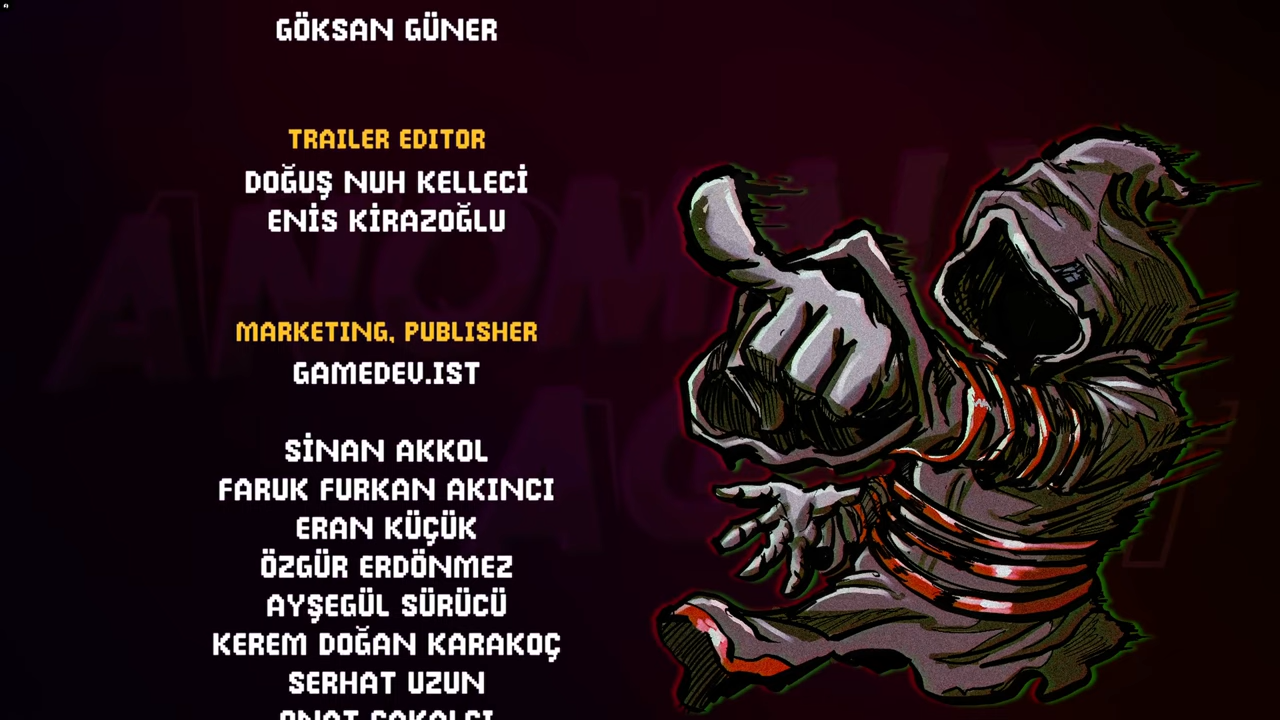 GÖKSAN GÜNER
TRAILER EDITOR
DOĞUŞ NUH KELLECİ
ENİS KİRAZOĞLU
MARKETING, PUBLISHER
GAMEDEV.IST
SİNAN AKKOL
FARUK FURKAN AKINCI
ERAN KÜÇÜK
ÖZGÜR ERDÖNMEZ
AYŞEGÜL SÜRÜCÜ
KEREM DOĞAN KARAKOÇ
SERHAT UZUN